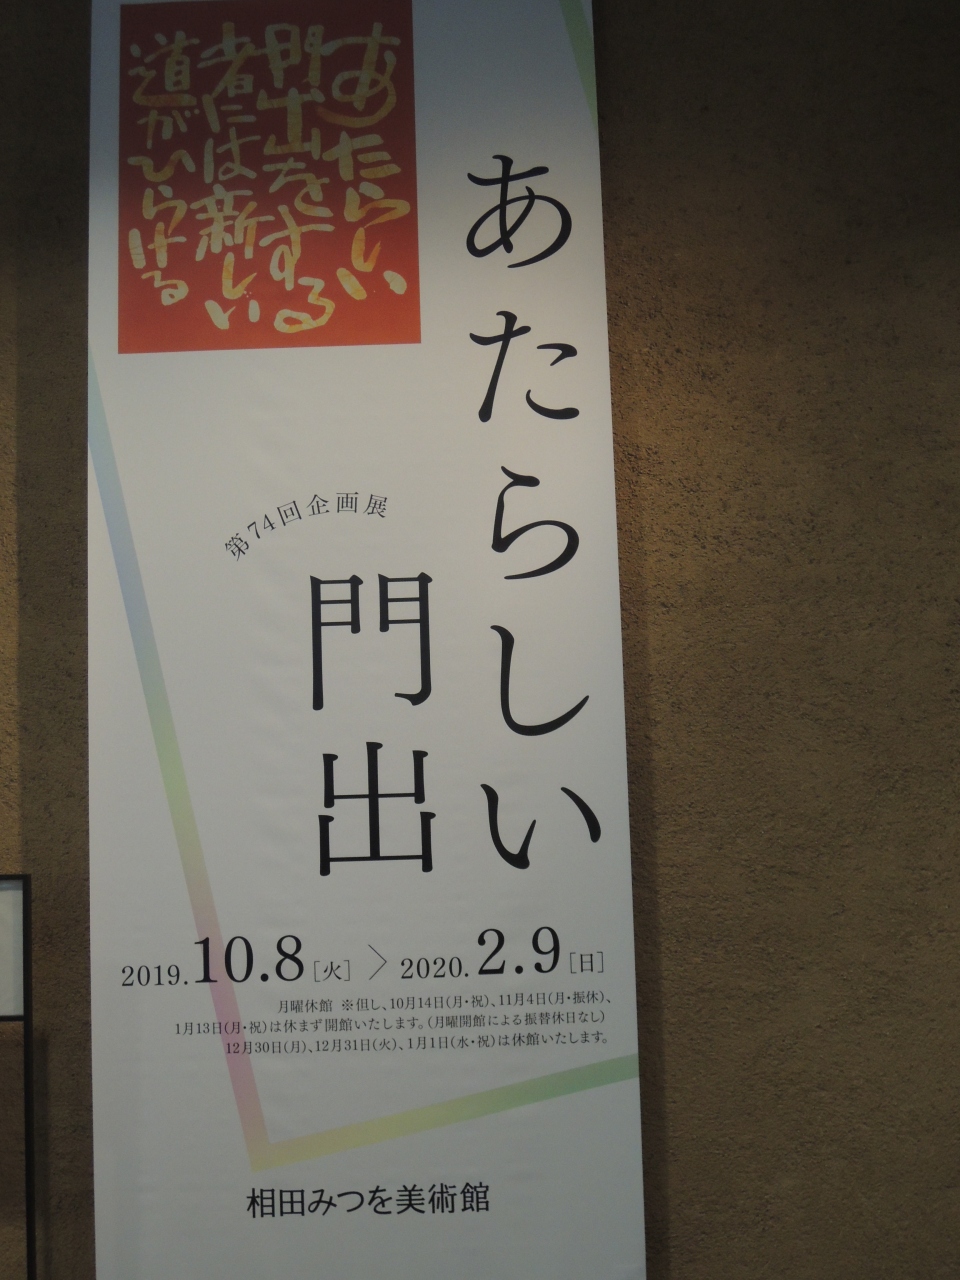 あたらしい
門出をする
者には新しい
道がひらける
あたらしい
第74回企画展
門出
2019.10.8[火]＞2020.2.9[日]
月曜休館 ※但し、10月14日(月・祝)、11月4日(月・振休)、
1月13日(月・祝)は休まず開館いたします。(月曜開館による振替休日なし)
12月30日(月)、12月31日(火)、1月1日(水・祝)は休館いたします。
相田みつを美術館